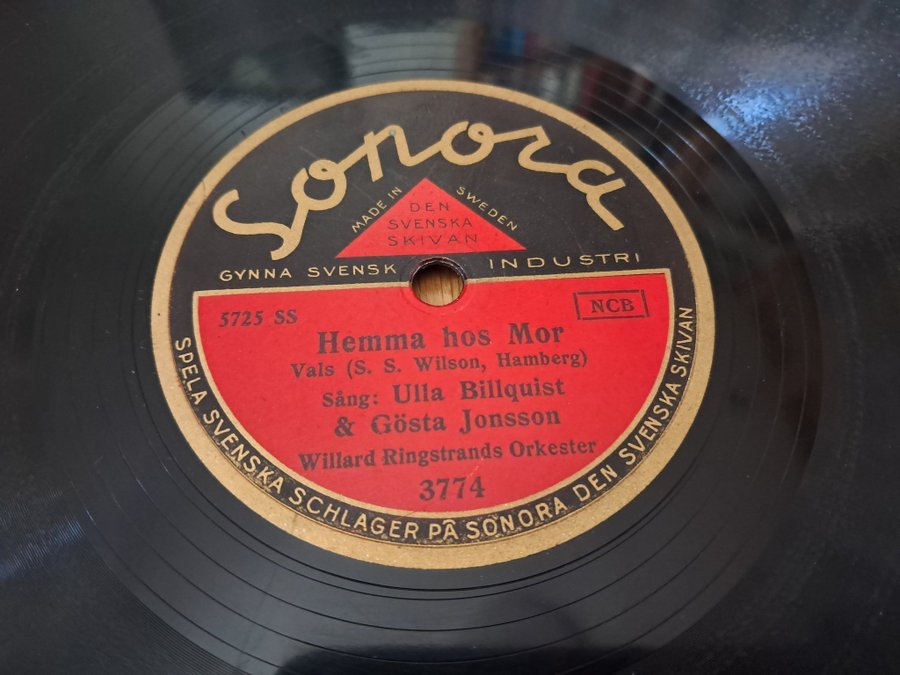 Sonora
MADE IN SWEDEN
DEN
SVENSKA
SKIVAN
GYNNA SVENSK INDUSTRI
5725 SS
NCB
Hemma hos Mor
Vals (S. S. Wilson, Hamberg)
Sång: Ulla Billquist
& Gösta Jonsson
Willard Ringstrands Orkester
3774
SPELA SVENSKA SCHLAGER PÅ SONORA DEN SVENSKA SKIVAN